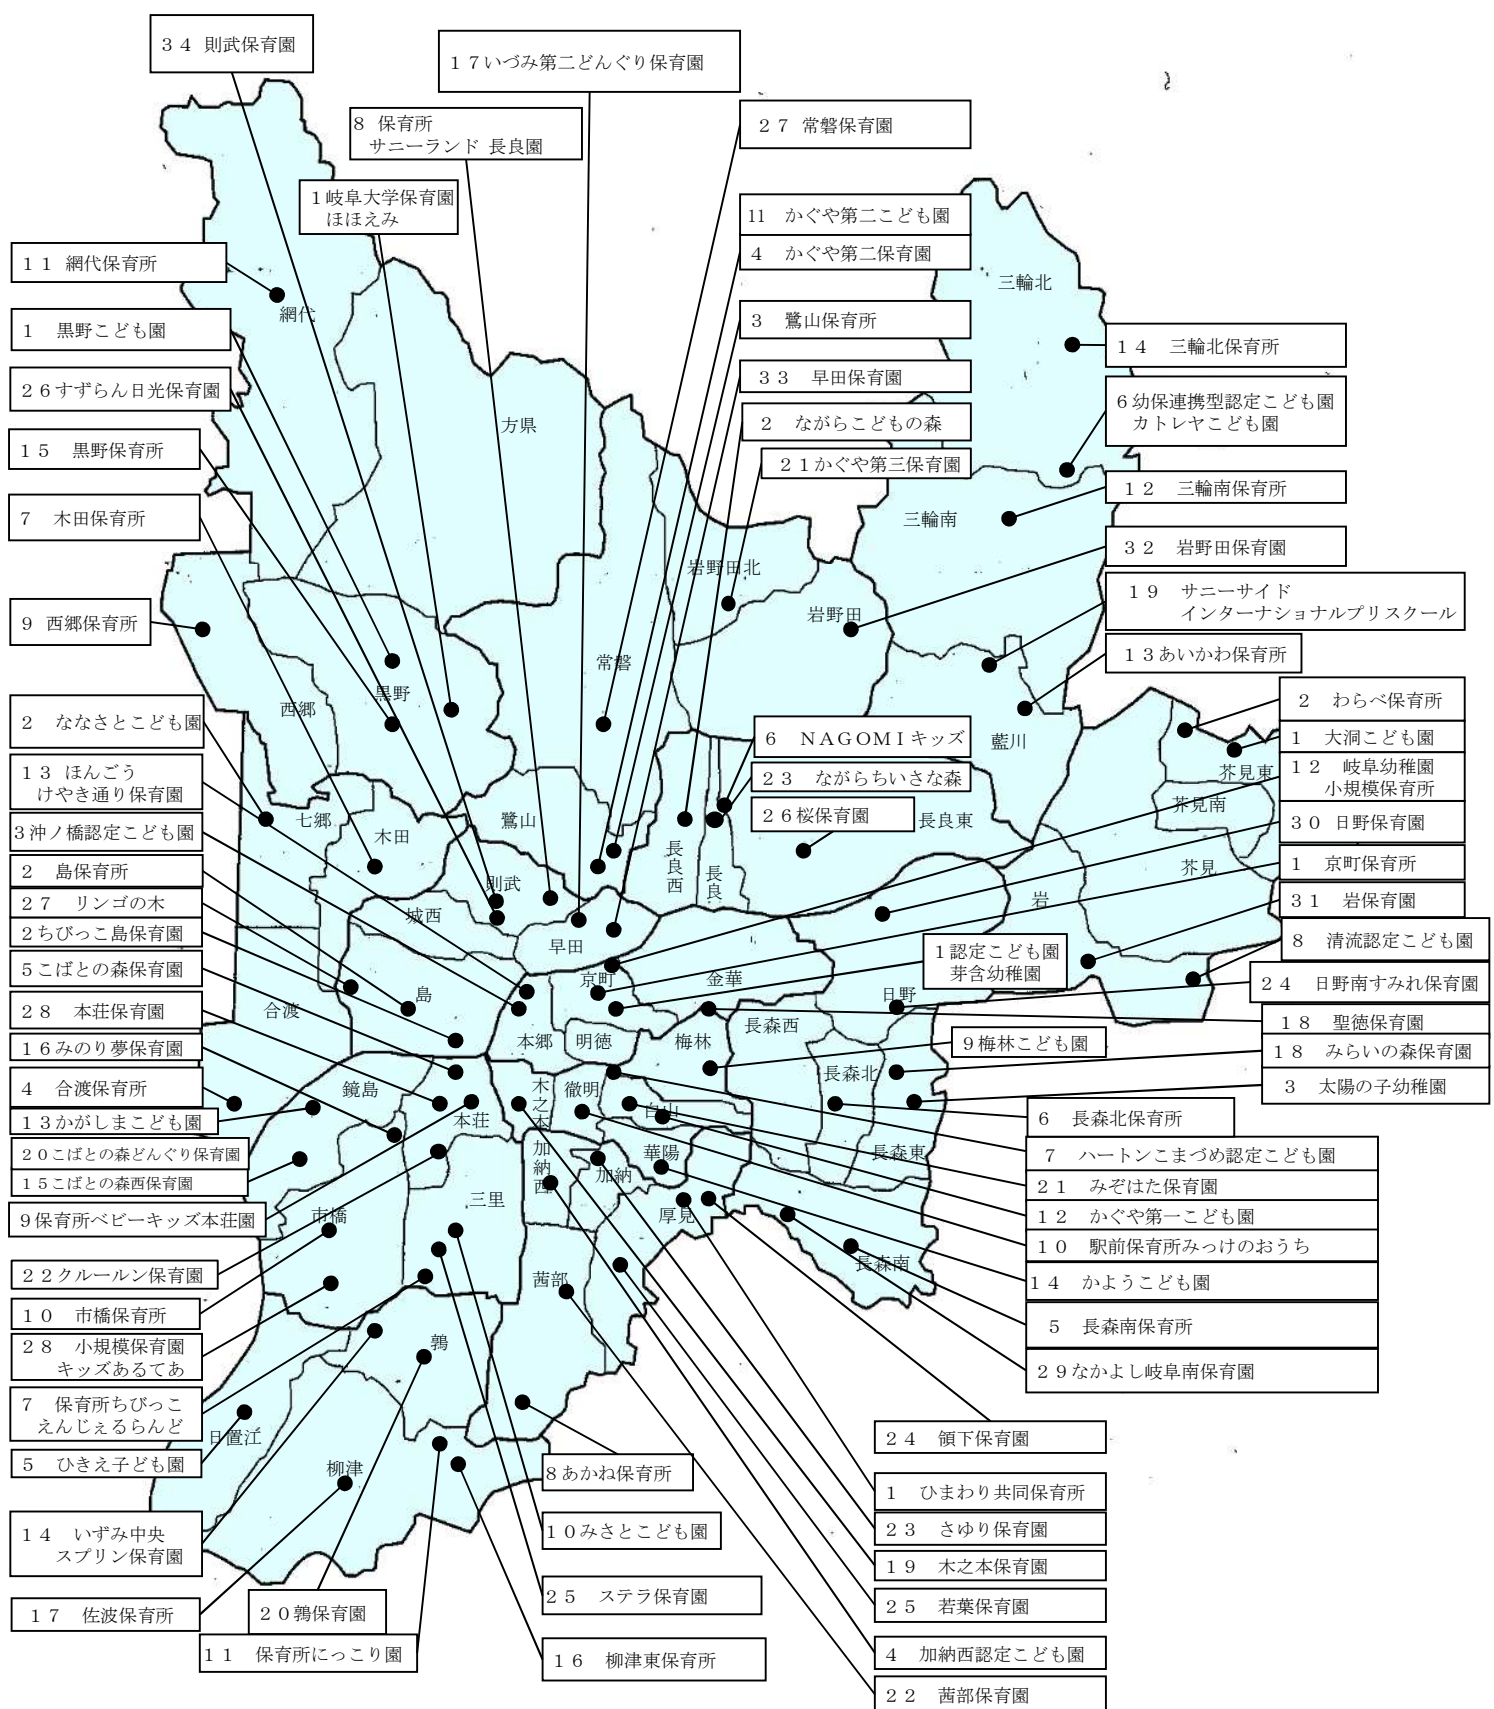 ３４ 則武保育園
１７いづみ第二どんぐり保育園
８ 保育所
サニーランド 長良園
２７ 常磐保育園
１岐阜大学保育園
ほほえみ
11 かぐや第二こども園
４ かぐや第二保育園
１１ 網代保育所
１ 黒野こども園
３ 鷺山保育所
２６すずらん日光保育園
３３ 早田保育園
２ ながらこどもの森
１５ 黒野保育所
２１かぐや第三保育園
７ 木田保育所
９ 西郷保育所
１４ 三輪北保育所
６幼保連携型認定こども園
カトレヤこども園
１２ 三輪南保育所
３２ 岩野田保育園
１９ サニーサイド
インターナショナルプリスクール
１３あいかわ保育所
２ わらべ保育所
１ 大洞こども園
１２ 岐阜幼稚園
小規模保育所
３０ 日野保育園
１ 京町保育所
３１ 岩保育園
８ 清流認定こども園
２４ 日野南すみれ保育園
１８ 聖徳保育園
１８ みらいの森保育園
３ 太陽の子幼稚園
６ 長森北保育所
７ ハートンこまづめ認定こども園
２１ みぞはた保育園
１２ かぐや第一こども園
１０ 駅前保育所みっけのおうち
１４ かようこども園
５ 長森南保育所
２９なかよし岐阜南保育園
２ ななさとこども園
１３ ほんごう
けやき通り保育園
３沖ノ橋認定こども園
２ 島保育所
２７ リンゴの木
２ちびっこ島保育園
５こばとの森保育園
２８ 本荘保育園
１６みのり夢保育園
４ 合渡保育所
１３かがしまこども園
２０こばとの森どんぐり保育園
１５こばとの森西保育園
９保育所ベビーキッズ本荘園
２２クルールン保育園
１０ 市橋保育所
２８ 小規模保育園
キッズあるてあ
７ 保育所ちびっこ
えんじぇるらんど
５ ひきえ子ども園
１４ いずみ中央
スプリン保育園
１７ 佐波保育所
２０鶉保育園
１１ 保育所にっこり園
６ ＮＡＧＯＭＩキッズ
２３ ながらちいさな森
２６桜保育園
１認定こども園
芽含幼稚園
９梅林こども園
８あかね保育所
１０みさとこども園
２５ ステラ保育園
１６ 柳津東保育所
２４ 領下保育園
１ ひまわり共同保育所
２３ さゆり保育園
１９ 木之本保育園
２５ 若葉保育園
４ 加納西認定こども園
２２ 茜部保育園
網代
方県
三輪北
三輪南
岩野田北
岩野田
常磐
黒野
西郷
七郷
木田
鷺山
則武
城西
早田
長良西
長良
長良東
藍川
芥見東
芥見南
芥見
岩
日野
金華
京町
島
合渡
本郷
明徳
梅林
長森西
長森北
長森東
長森南
鏡島
本荘
木之本
徹明
白山
華陽
加納
加納西
三里
市橋
厚見
茜部
鶉
日置江
柳津